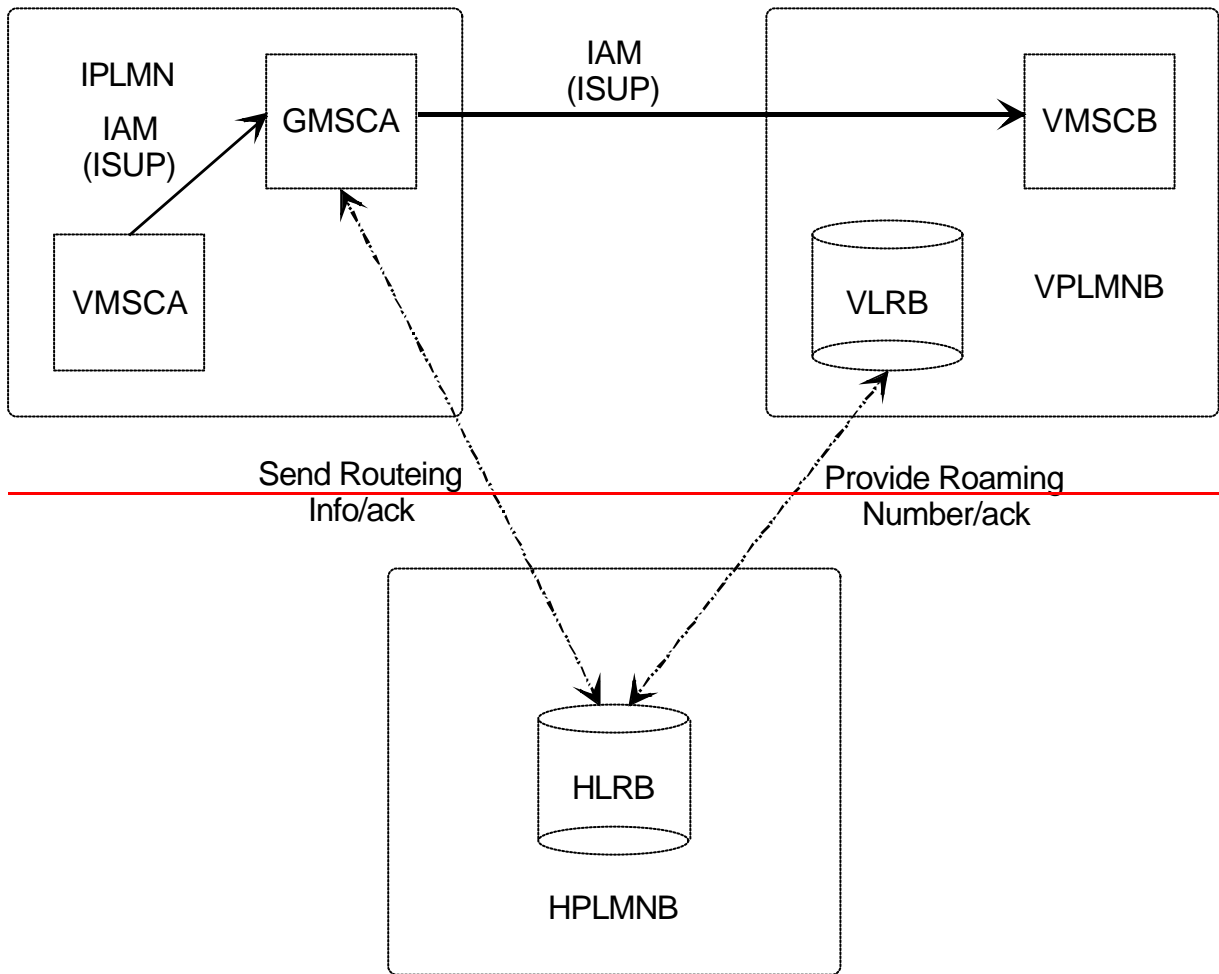 IPLMN
IAM
(ISUP)
GMSCA
VMSCA
IAM
(ISUP)
VMSCB
VLRB
VPLMNB
Send Routeing
Info/ack
Provide Roaming
Number/ack
HLRB
HPLMNB